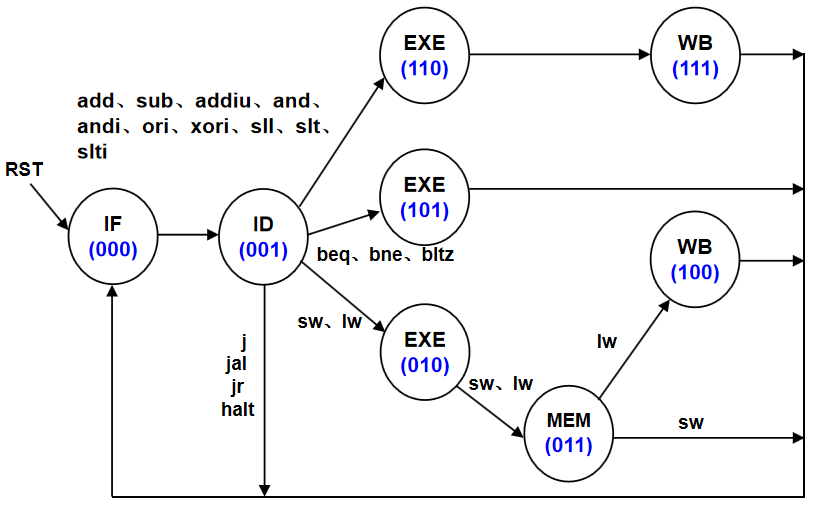 EXE
(110)
WB
(111)
add、sub、addiu、and、
andi、ori、xori、sll、slt、
slti
RST
IF
(000)
ID
(001)
EXE
(101)
beq、bne、bltz
WB
(100)
sw、lw
EXE
(010)
j
jal
jr
halt
sw、lw
lw
MEM
(011)
sw